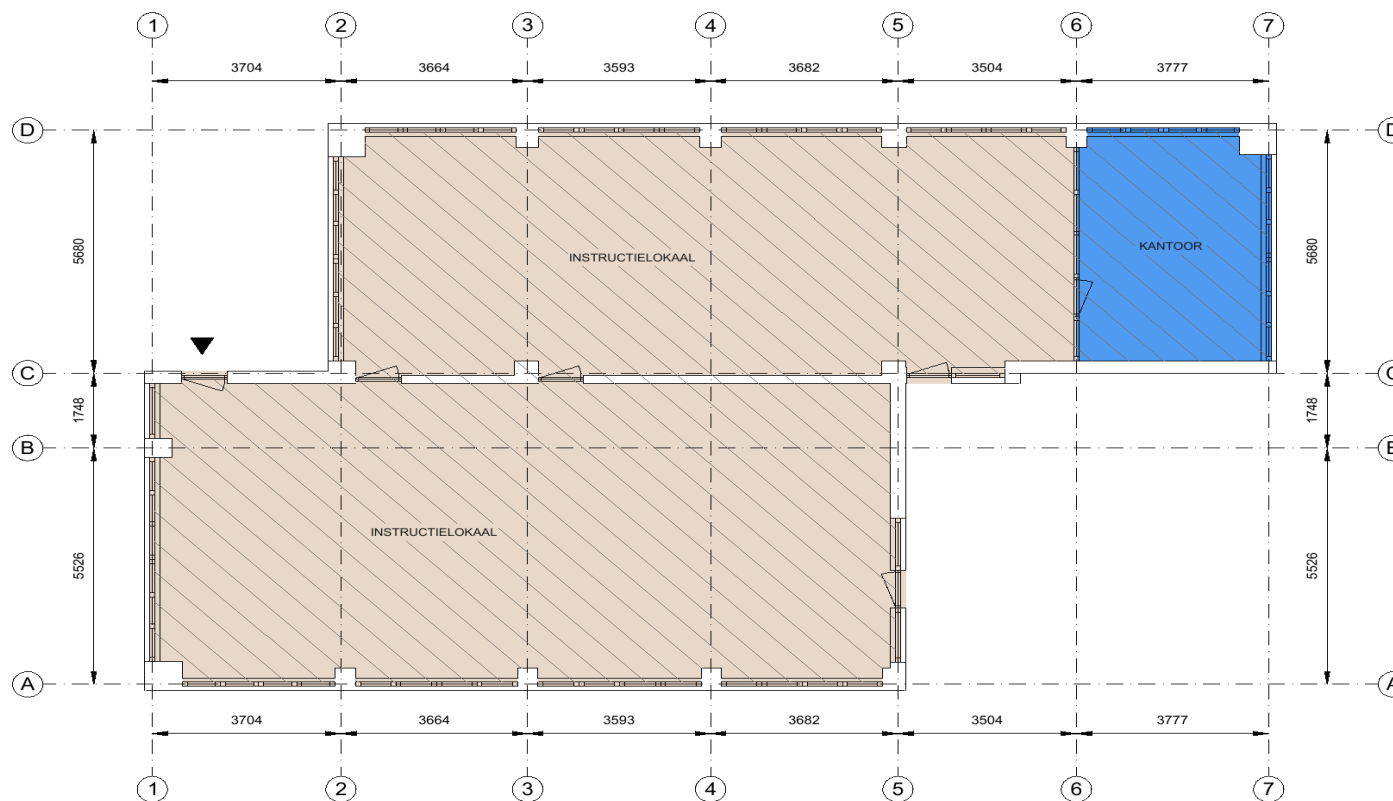 1 2 3 4 5 6 7
3704 3664 3593 3682 3504 3777
D D
5680 INSTRUCTIELOKAAL KANTOOR 5680
C C
1748 1748
B B
5526 INSTRUCTIELOKAAL 5526
A A
3704 3664 3593 3682 3504 3777
1 2 3 4 5 6 7